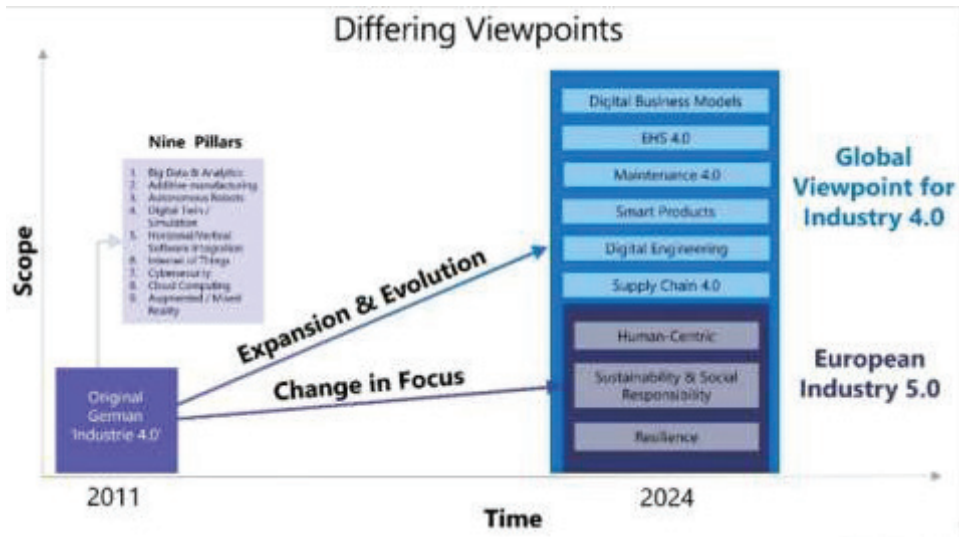 Differing Viewpoints
Scope
Nine Pillars
1. Big Data & Analytics
2. Additive manufacturing
3. Autonomous Robots
4. Digital Twin /
Simulation
5. Horizontal/Vertical
Software Integration
6. Internet of Things
7. Cybersecurity
8. Cloud Computing
9. Augmented / Mixed
Reality
Original
German
'Industrie 4.0'
Expansion & Evolution
Change in Focus
Digital Business Models
EHS 4.0
Maintenance 4.0
Smart Products
Digital Engineering
Supply Chain 4.0
Human-Centric
Sustainability & Social
Responsibility
Resilience
Global
Viewpoint for
Industry 4.0
European
Industry 5.0
2011
2024
Time